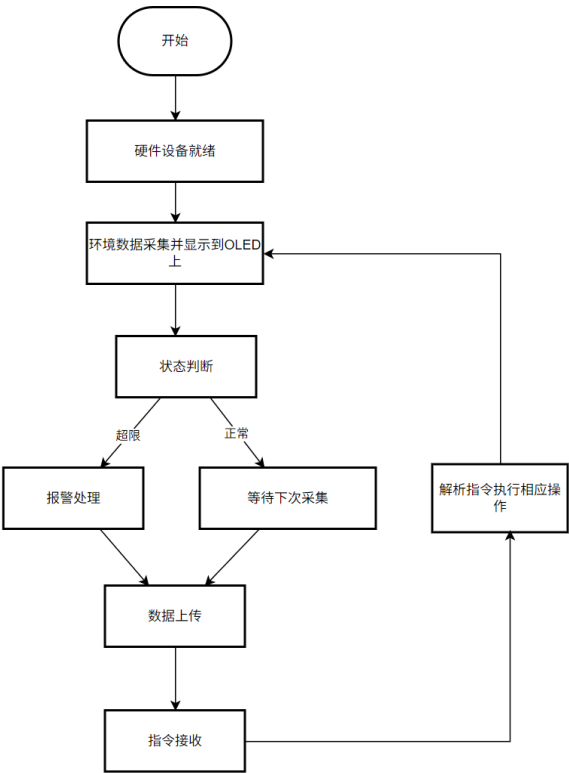 开始
硬件设备就绪
环境数据采集并显示到OLED
上
状态判断
超限
正常
报警处理
等待下次采集
解析指令执行相应操
作
数据上传
指令接收